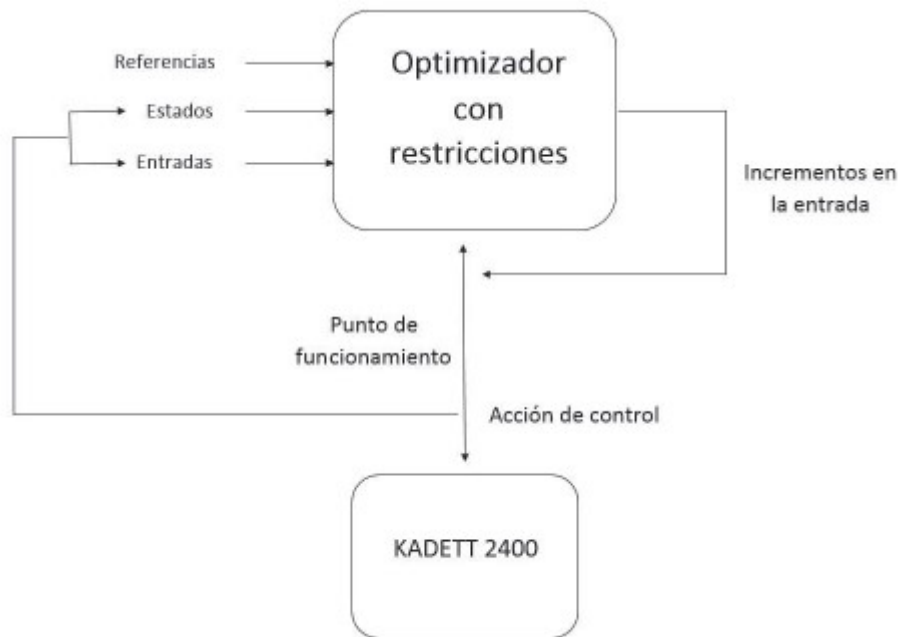 Referencias
Estados
Entradas
Optimizador
con
restricciones
Incrementos en
la entrada
Punto de
funcionamiento
Acción de control
KADETT 2400